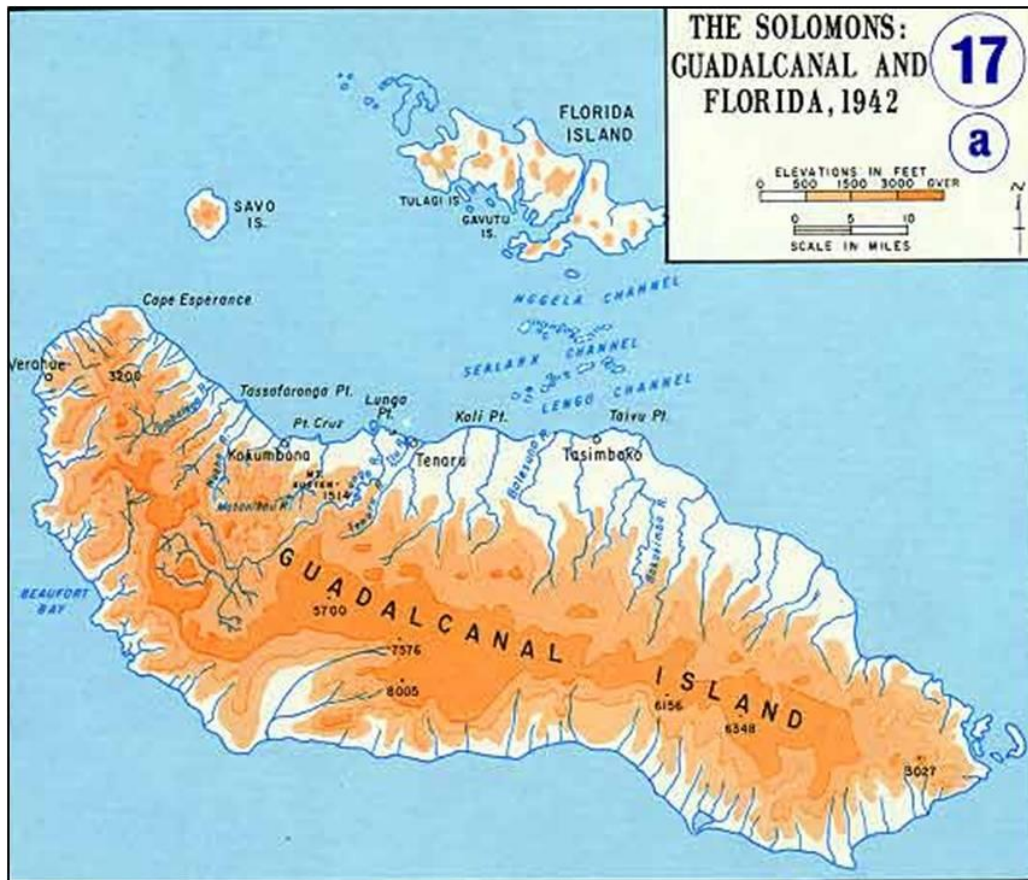 THE SOLOMONS:
GUADALCANAL AND
FLORIDA, 1942
17
a
ELEVATIONS IN FEET
0 500 1500 3000 OVER
0 5 10
SCALE IN MILES
N
FLORIDA
ISLAND
TULAGI IS.
GAVUTU
IS.
SAVO
IS.
NGGELA CHANNEL
SEALARK CHANNEL
LENGO CHANNEL
Cape Esperance
Verahue
3200
Tassafaronga Pt.
Pt. Cruz
Lunga
Pt.
Koli Pt.
Taivu Pt.
Kokumbona
Tenaru
Tasimboko
MT.
AUSTEN
1514
Matanikau R.
Ilu R.
Balesuna R.
BEAUFORT
BAY
GUADALCANAL ISLAND
5700
7576
8005
6156
6348
3027